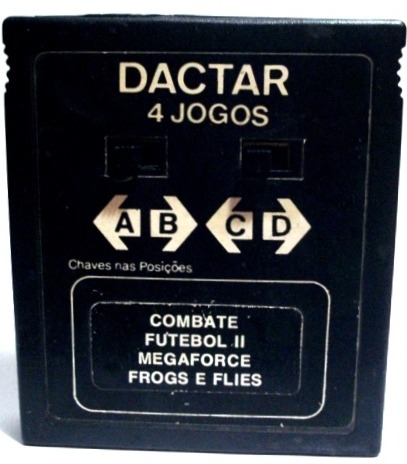 DACTAR
4 JOGOS
A B C D
Chaves nas Posições
COMBATE
FUTEBOL II
MEGAFORCE
FROGS E FLIES